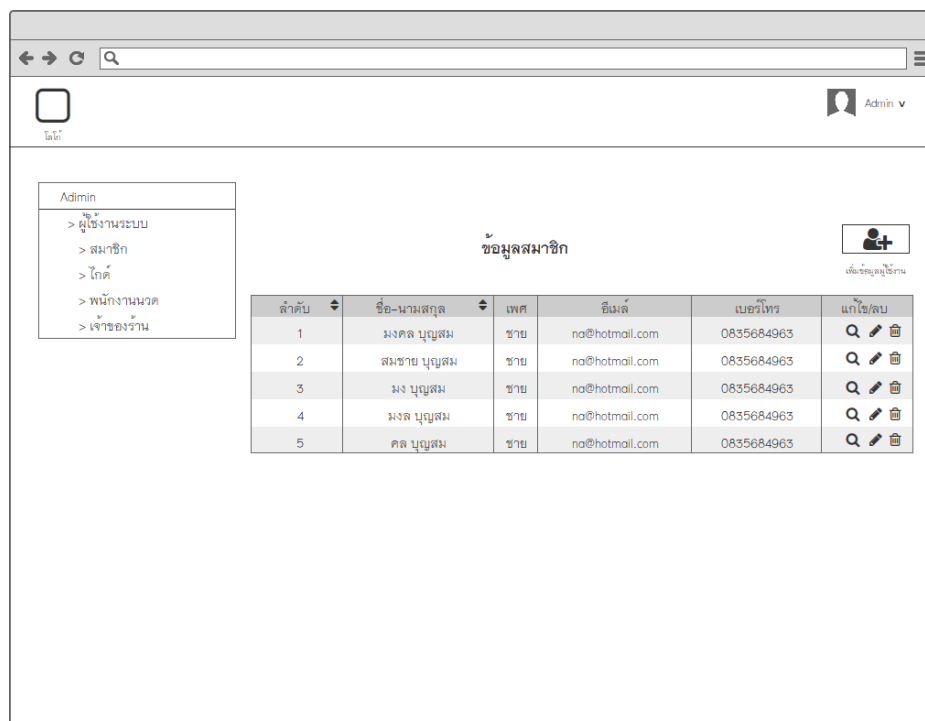 Admin v
โลโก้
Adimin
> ผู้ใช้งานระบบ
> สมาชิก
> ไกด์
> พนักงานนวด
> เจ้าของร้าน
ข้อมูลสมาชิก
เพิ่มข้อมูลผู้ใช้งาน
ลำดับ ชื่อ-นามสกุล เพศ อีเมล์ เบอร์โทร แก้ไข/ลบ
1 มงคล บุญสม ชาย na@hotmail.com 0835684963
2 สมชาย บุญสม ชาย na@hotmail.com 0835684963
3 มง บุญสม ชาย na@hotmail.com 0835684963
4 มงล บุญสม ชาย na@hotmail.com 0835684963
5 คล บุญสม ชาย na@hotmail.com 0835684963